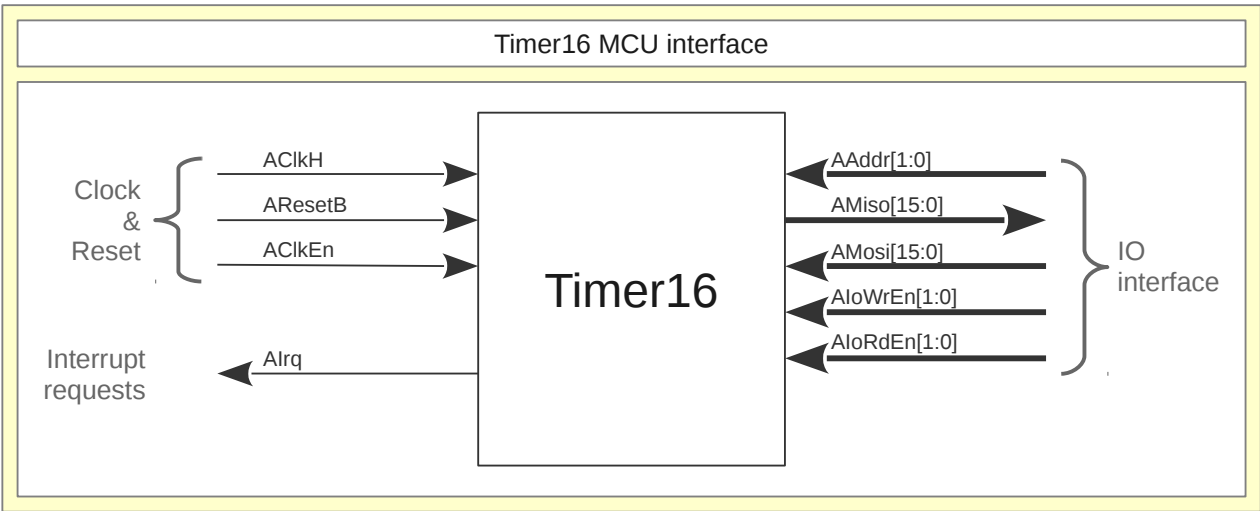 Timer16 MCU interface
Clock
&
Reset
AClkH
AResetB
AClkEn
Interrupt
requests
AIrq
Timer16
AAddr[1:0]
AMiso[15:0]
AMosi[15:0]
AIoWrEn[1:0]
AIoRdEn[1:0]
IO
interface